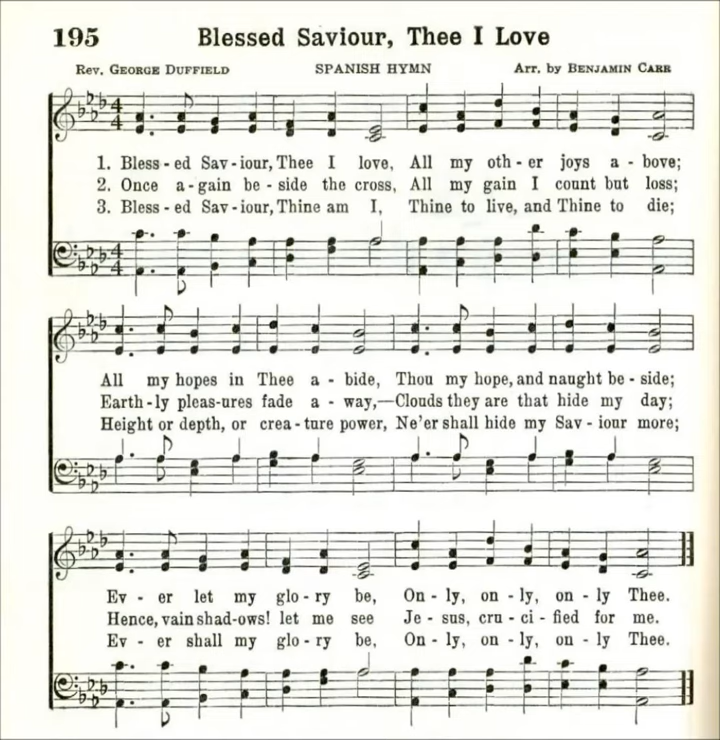 195 Blessed Saviour, Thee I Love
Rev. George Duffield SPANISH HYMN Arr. by Benjamin Carr
4
4
1. Bless - ed Sav - iour, Thee I love, All my oth - er joys a - bove;
2. Once a - gain be - side the cross, All my gain I count but loss;
3. Bless - ed Sav - iour, Thine am I, Thine to live, and Thine to die;
4
4
All my hopes in Thee a - bide, Thou my hope, and naught be - side;
Earth - ly pleas - ures fade a - way,—Clouds they are that hide my day;
Height or depth, or crea - ture power, Ne'er shall hide my Sav - iour more;
Ev - er let my glo - ry be, On - ly, on - ly, on - ly Thee.
Hence, vain shad - ows! let me see Je - sus, cru - ci - fied for me.
Ev - er shall my glo - ry be, On - ly, on - ly, on - ly Thee.